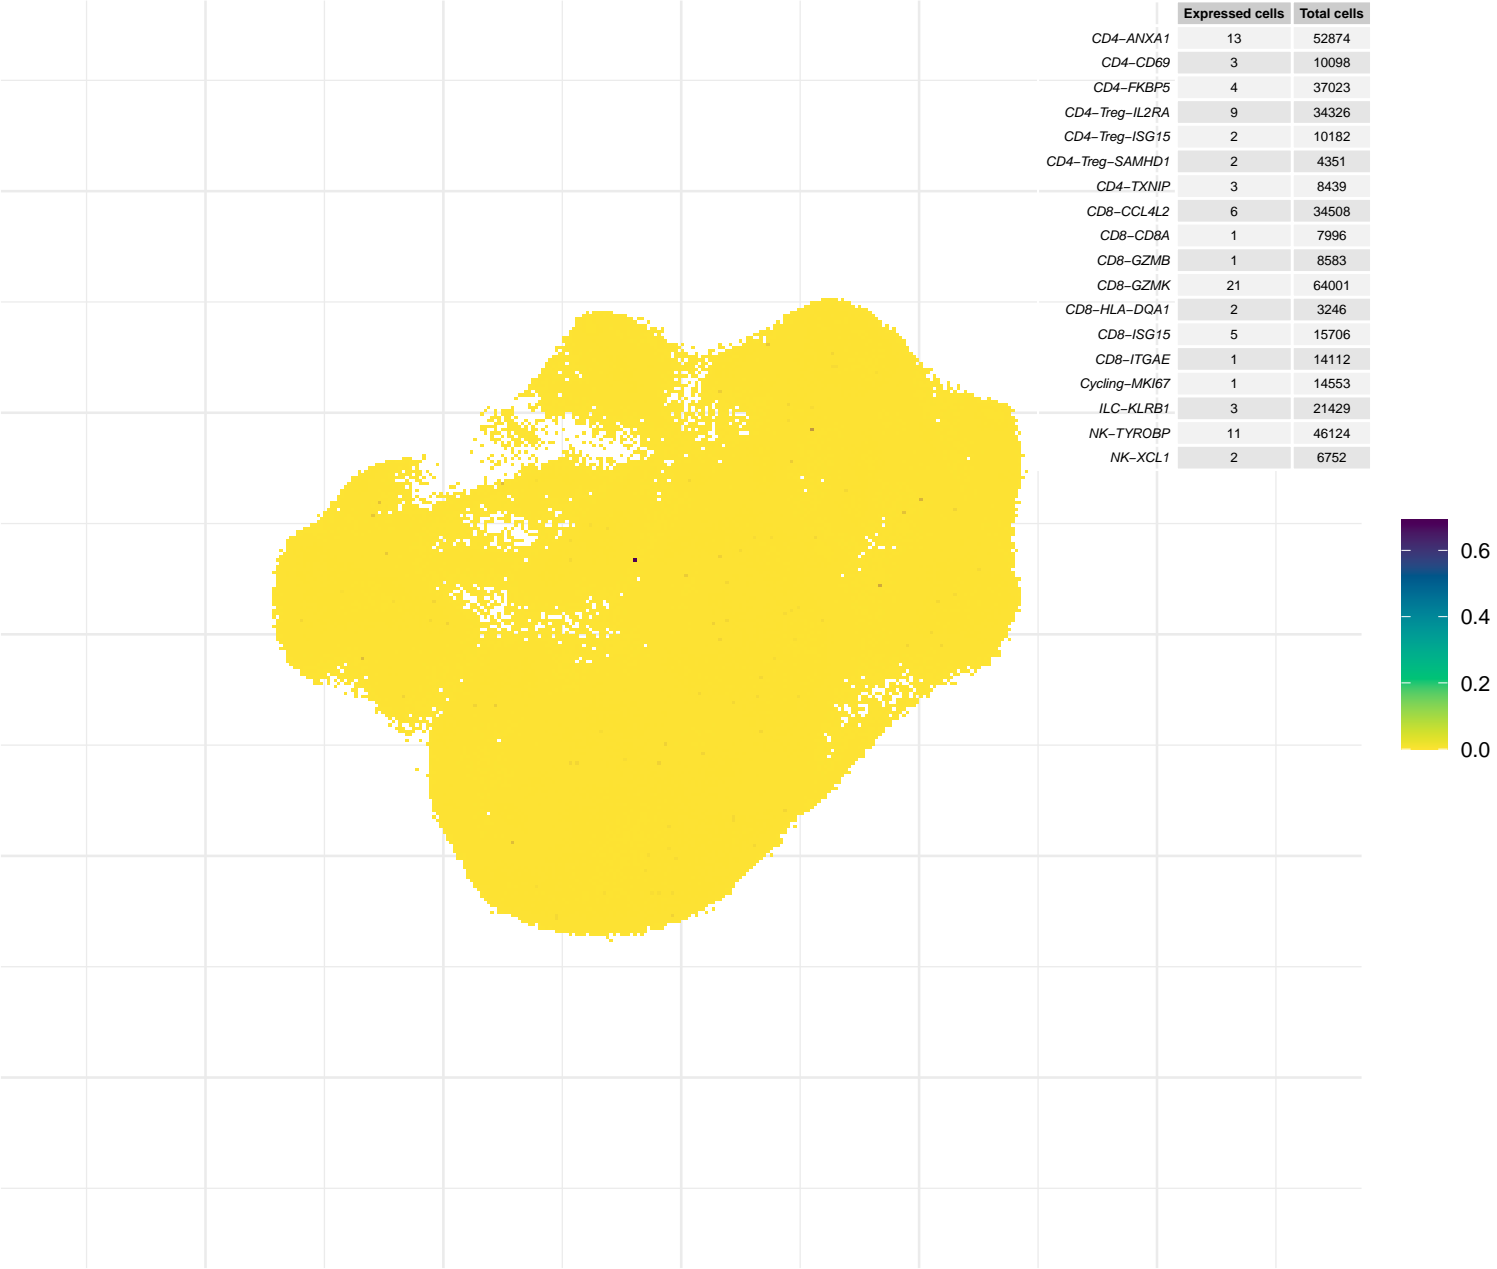 Expressed cells Total cells
CD4−ANXA1 13 52874
CD4−CD69 3 10098
CD4−FKBP5 4 37023
CD4−Treg−IL2RA 9 34326
CD4−Treg−ISG15 2 10182
CD4−Treg−SAMHD1 2 4351
CD4−TXNIP 3 8439
CD8−CCL4L2 6 34508
CD8−CD8A 1 7996
CD8−GZMB 1 8583
CD8−GZMK 21 64001
CD8−HLA−DQA1 2 3246
CD8−ISG15 5 15706
CD8−ITGAE 1 14112
Cycling−MKI67 1 14553
ILC−KLRB1 3 21429
NK−TYROBP 11 46124
NK−XCL1 2 6752
0.6
0.4
0.2
0.0